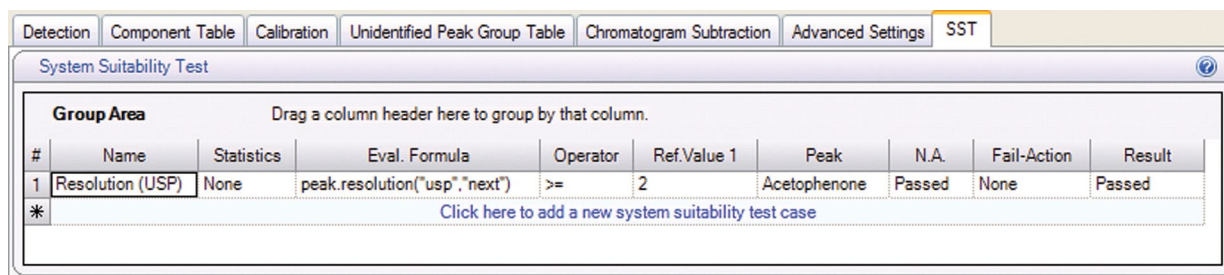 Detection Component Table Calibration Unidentified Peak Group Table Chromatogram Subtraction Advanced Settings SST
System Suitability Test ?
Group Area Drag a column header here to group by that column.
# Name Statistics Eval. Formula Operator Ref.Value 1 Peak N.A. Fail-Action Result
1 Resolution (USP) None peak.resolution("usp","next") >= 2 Acetophenone Passed None Passed
* Click here to add a new system suitability test case